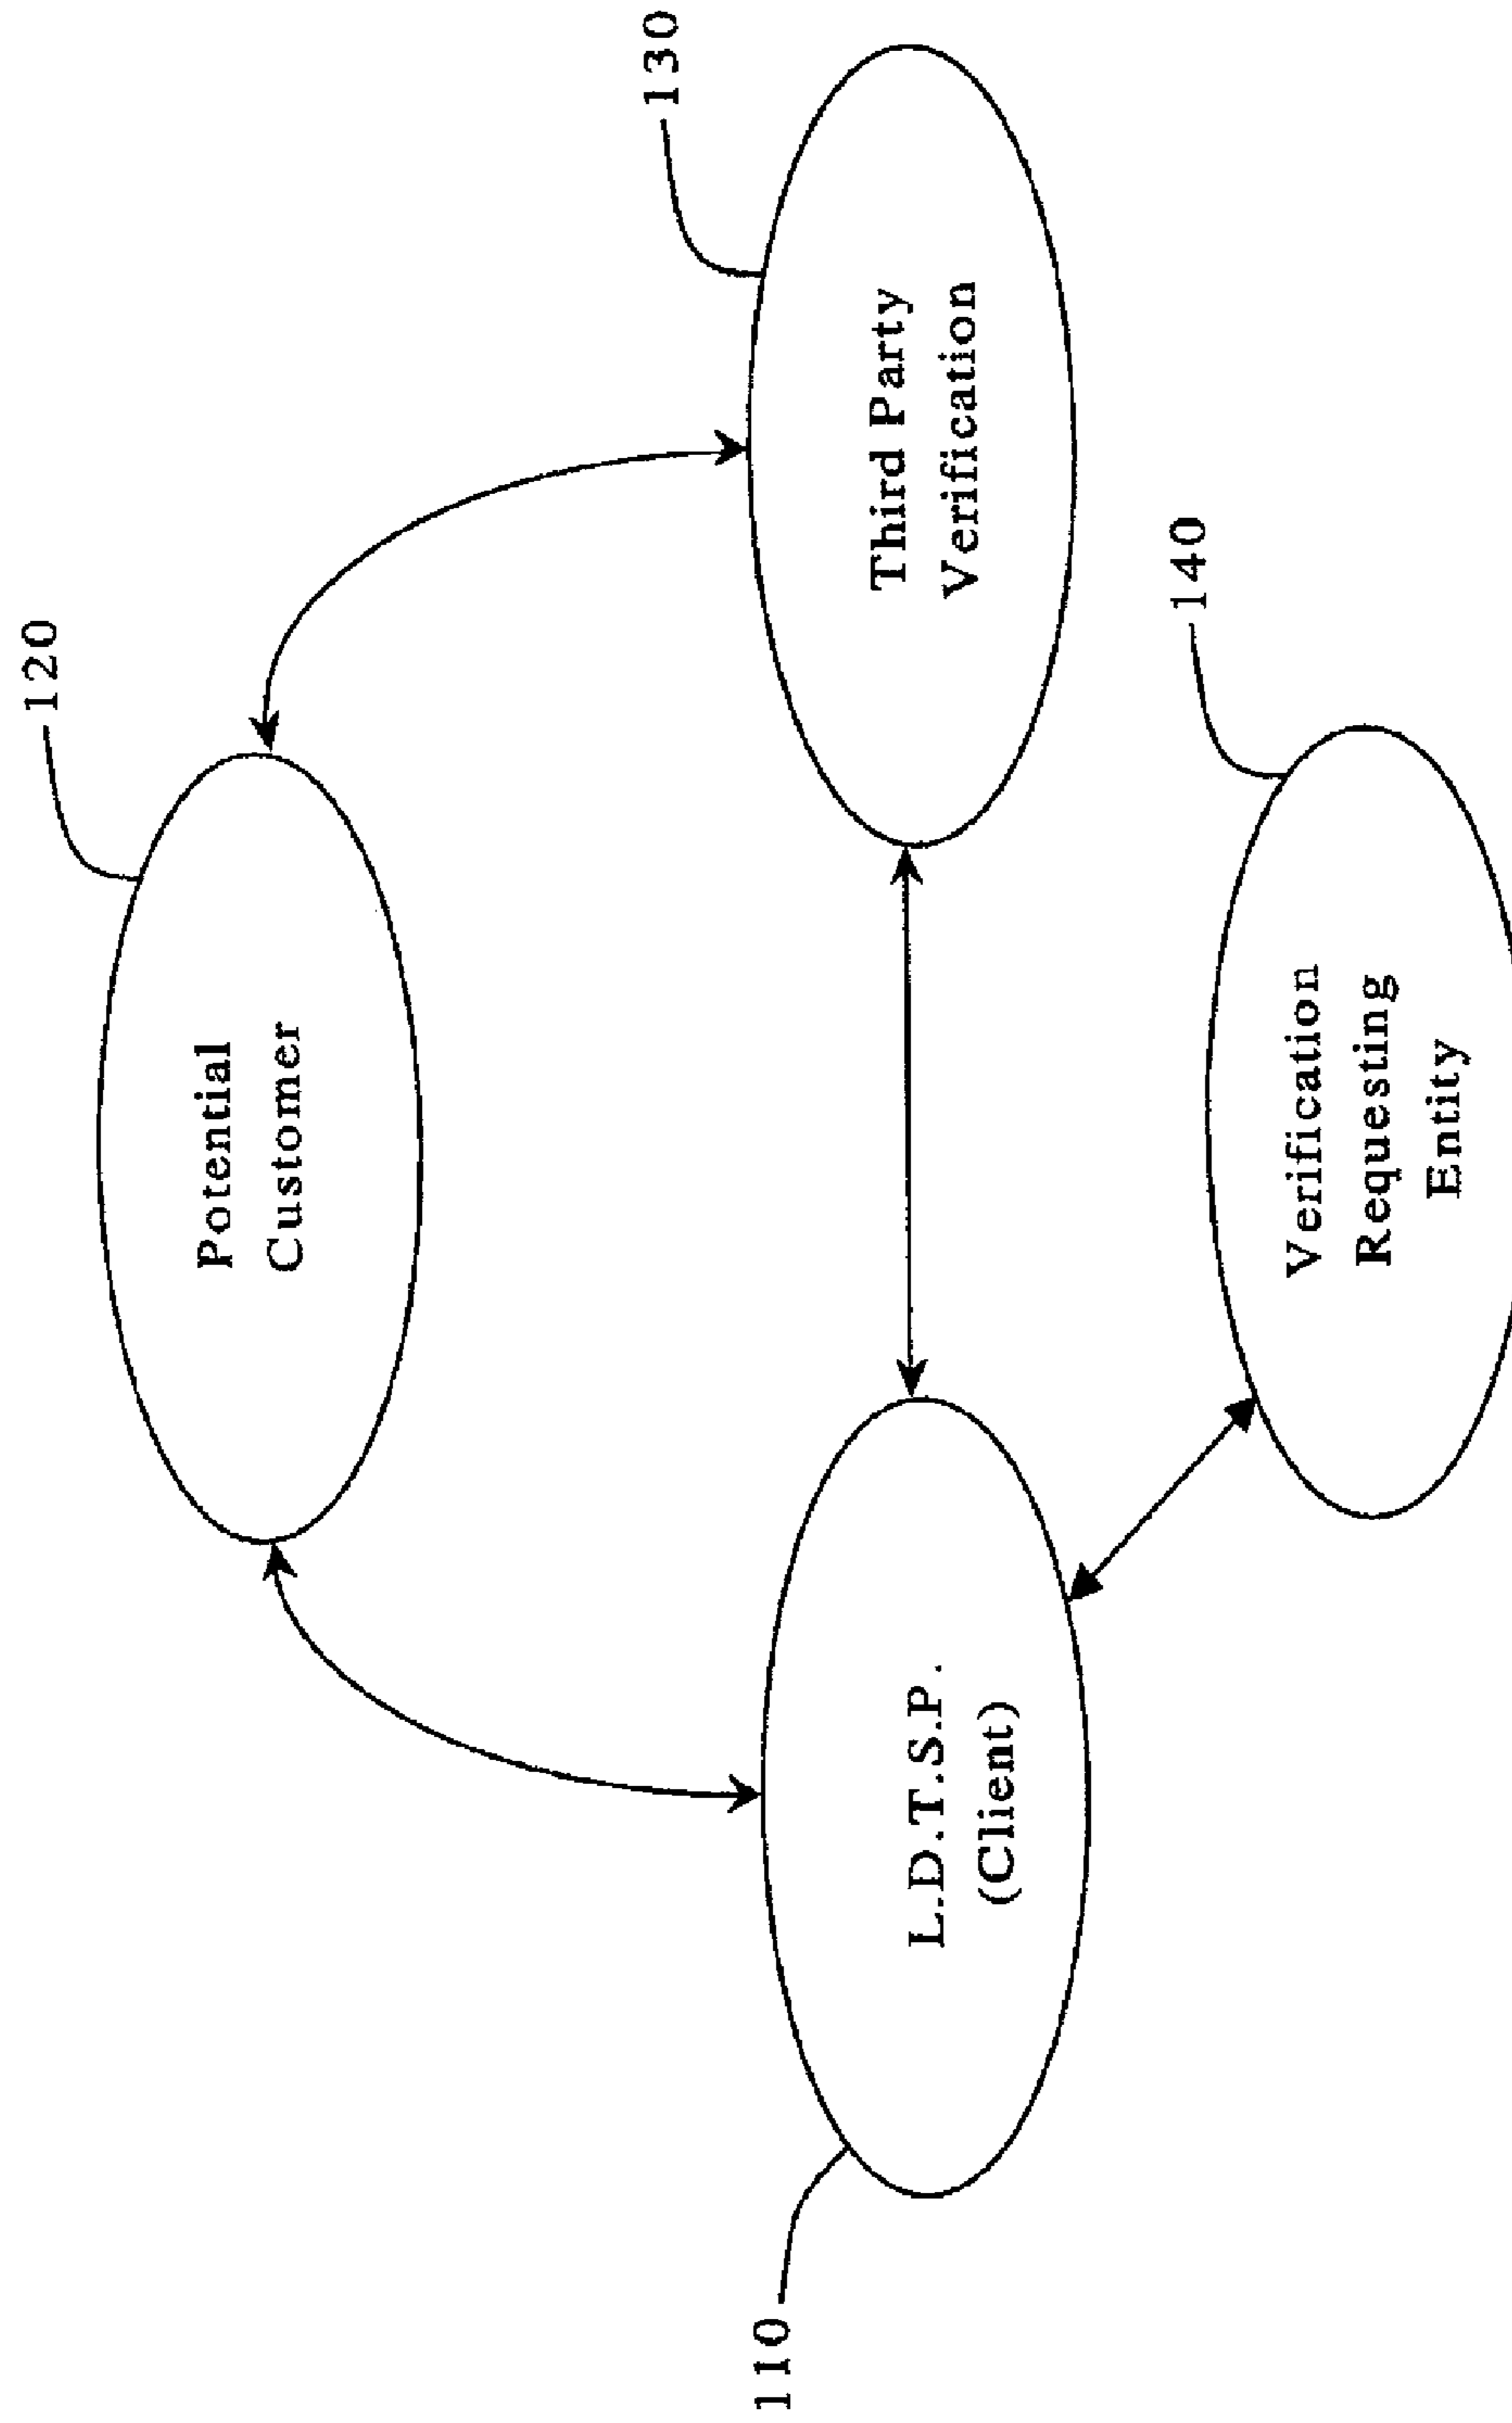 120
Potential
Customer
130
Third Party
Verification
110
L.D.T.S.P.
(Client)
140
Verification
Requesting
Entity